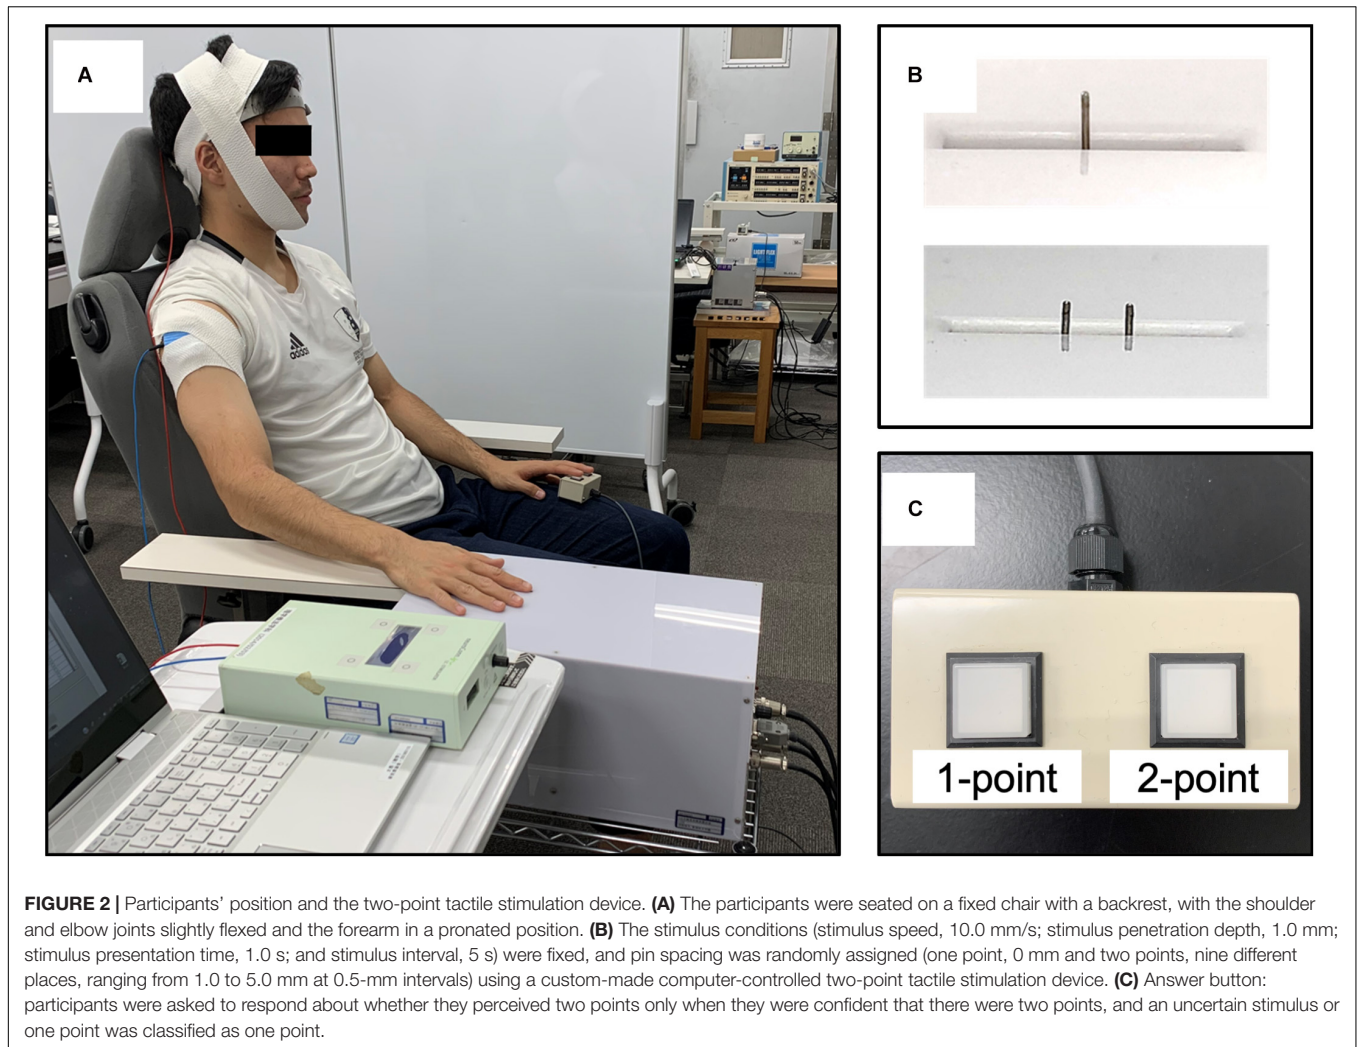 A
B
adidas
LIGHT FLEX
C
1-point
2-point
FIGURE 2 | Participants’ position and the two-point tactile stimulation device. (A) The participants were seated on a fixed chair with a backrest, with the shoulder
and elbow joints slightly flexed and the forearm in a pronated position. (B) The stimulus conditions (stimulus speed, 10.0 mm/s; stimulus penetration depth, 1.0 mm;
stimulus presentation time, 1.0 s; and stimulus interval, 5 s) were fixed, and pin spacing was randomly assigned (one point, 0 mm and two points, nine different
places, ranging from 1.0 to 5.0 mm at 0.5-mm intervals) using a custom-made computer-controlled two-point tactile stimulation device. (C) Answer button:
participants were asked to respond about whether they perceived two points only when they were confident that there were two points, and an uncertain stimulus or
one point was classified as one point.